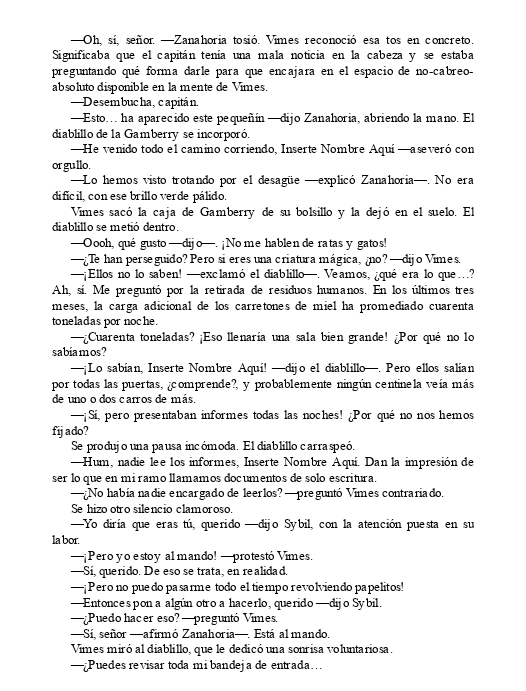 —Oh, sí, señor. —Zanahoria tosió. Vimes reconoció esa tos en concreto.
Significaba que el capitán tenía una mala noticia en la cabeza y se estaba
preguntando qué forma darle para que encajara en el espacio de no-cabreo-
absoluto disponible en la mente de Vimes.
—Desembucha, capitán.
—Esto… ha aparecido este pequeñín —dijo Zanahoria, abriendo la mano. El
diablillo de la Gamberry se incorporó.
—He venido todo el camino corriendo, Inserte Nombre Aquí —aseveró con
orgullo.
—Lo hemos visto trotando por el desagüe —explicó Zanahoria—. No era
difícil, con ese brillo verde pálido.
Vimes sacó la caja de Gamberry de su bolsillo y la dejó en el suelo. El
diablillo se metió dentro.
—Oooh, qué gusto —dijo—. ¡No me hablen de ratas y gatos!
—¿Te han perseguido? Pero si eres una criatura mágica, ¿no? —dijo Vimes.
—¡Ellos no lo saben! —exclamó el diablillo—. Veamos, ¿qué era lo que…?
Ah, sí. Me preguntó por la retirada de residuos humanos. En los últimos tres
meses, la carga adicional de los carretones de miel ha promediado cuarenta
toneladas por noche.
—¿Cuarenta toneladas? ¡Eso llenaría una sala bien grande! ¿Por qué no lo
sabíamos?
—¡Lo sabían, Inserte Nombre Aquí! —dijo el diablillo—. Pero ellos salían
por todas las puertas, ¿comprende?, y probablemente ningún centinela veía más
de uno o dos carros de más.
—¡Sí, pero presentaban informes todas las noches! ¿Por qué no nos hemos
fijado?
Se produjo una pausa incómoda. El diablillo carraspeó.
—Hum, nadie lee los informes, Inserte Nombre Aquí. Dan la impresión de
ser lo que en mi ramo llamamos documentos de solo escritura.
—¿No había nadie encargado de leerlos? —preguntó Vimes contrariado.
Se hizo otro silencio clamoroso.
—Yo diría que eras tú, querido —dijo Sybil, con la atención puesta en su
labor.
—¡Pero yo estoy al mando! —protestó Vimes.
—Sí, querido. De eso se trata, en realidad.
—¡Pero no puedo pasarme todo el tiempo revolviendo papelitos!
—Entonces pon a algún otro a hacerlo, querido —dijo Sybil.
—¿Puedo hacer eso? —preguntó Vimes.
—Sí, señor —afirmó Zanahoria—. Está al mando.
Vimes miró al diablillo, que le dedicó una sonrisa voluntariosa.
—¿Puedes revisar toda mi bandeja de entrada…